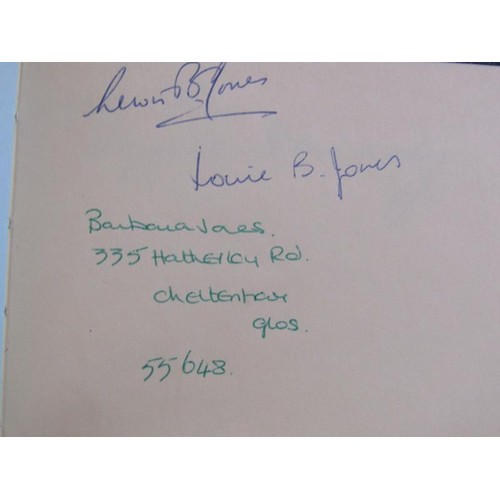 Lewis B Jones
Louie B. Jones
Barbara Jones.
335 Hatherley Rd.
Cheltenham
Glos.
55648.